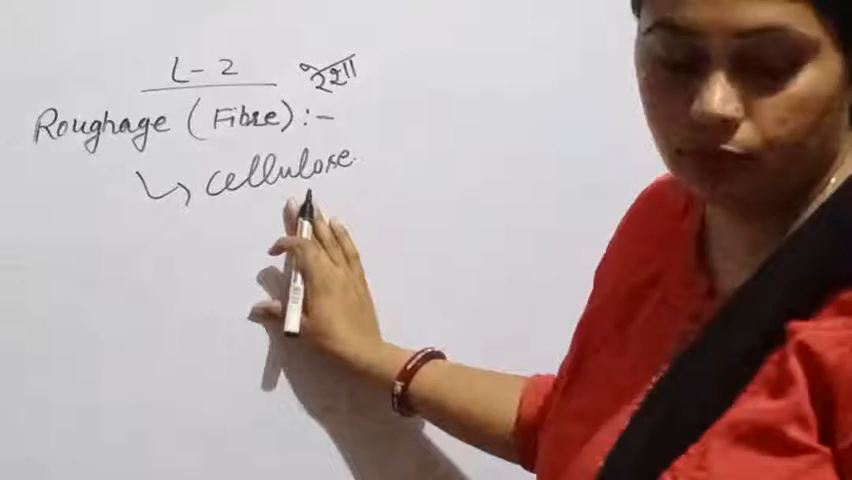 L-2
रेशा
Roughage (Fibre) :-
↳ cellulose